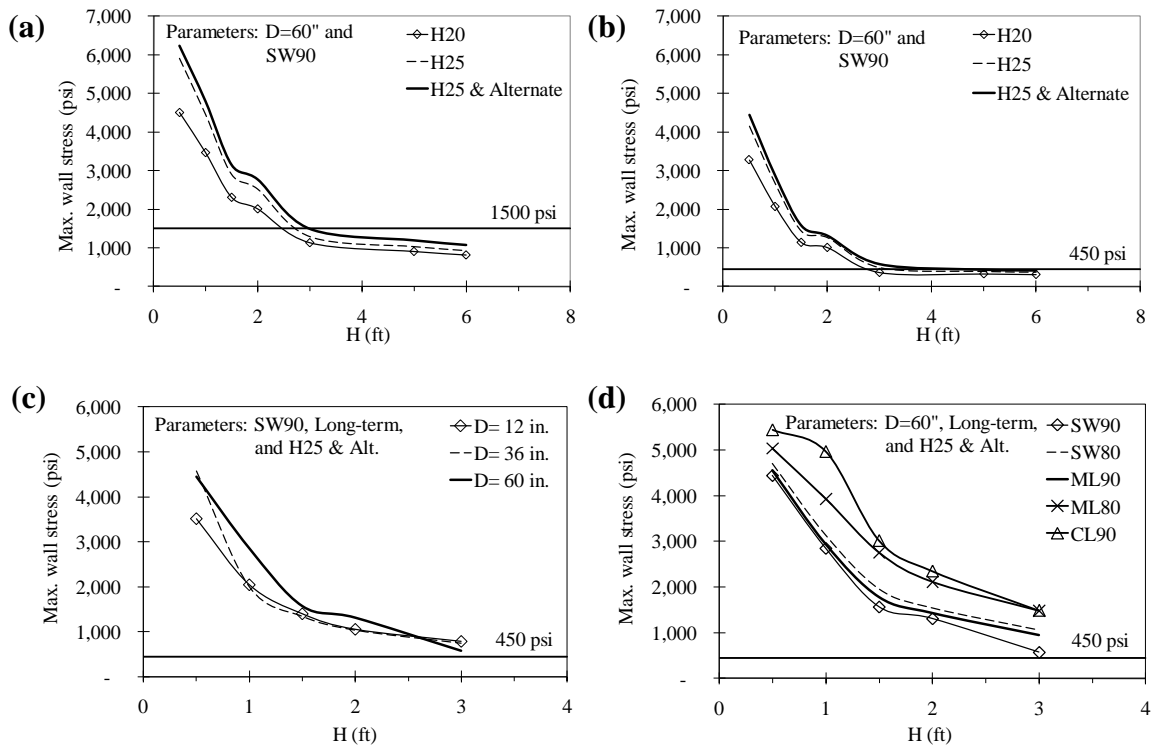 (a)
7,000
6,000
5,000
4,000
3,000
2,000
1,000
-
Max. wall stress (psi)
Parameters: D=60" and
SW90
H20
H25
H25 & Alternate
1500 psi
0 2 4 6 8
H (ft)
(b)
7,000
6,000
5,000
4,000
3,000
2,000
1,000
-
Max. wall stress (psi)
Parameters: D=60" and
SW90
H20
H25
H25 & Alternate
450 psi
0 2 4 6 8
H (ft)
(c)
6,000
5,000
4,000
3,000
2,000
1,000
-
Max. wall stress (psi)
Parameters: SW90, Long-term,
and H25 & Alt.
D= 12 in.
D= 36 in.
D= 60 in.
450 psi
0 1 2 3 4
H (ft)
(d)
6,000
5,000
4,000
3,000
2,000
1,000
-
Max. wall stress (psi)
Parameters: D=60", Long-term,
and H25 & Alt.
SW90
SW80
ML90
ML80
CL90
450 psi
0 1 2 3 4
H (ft)